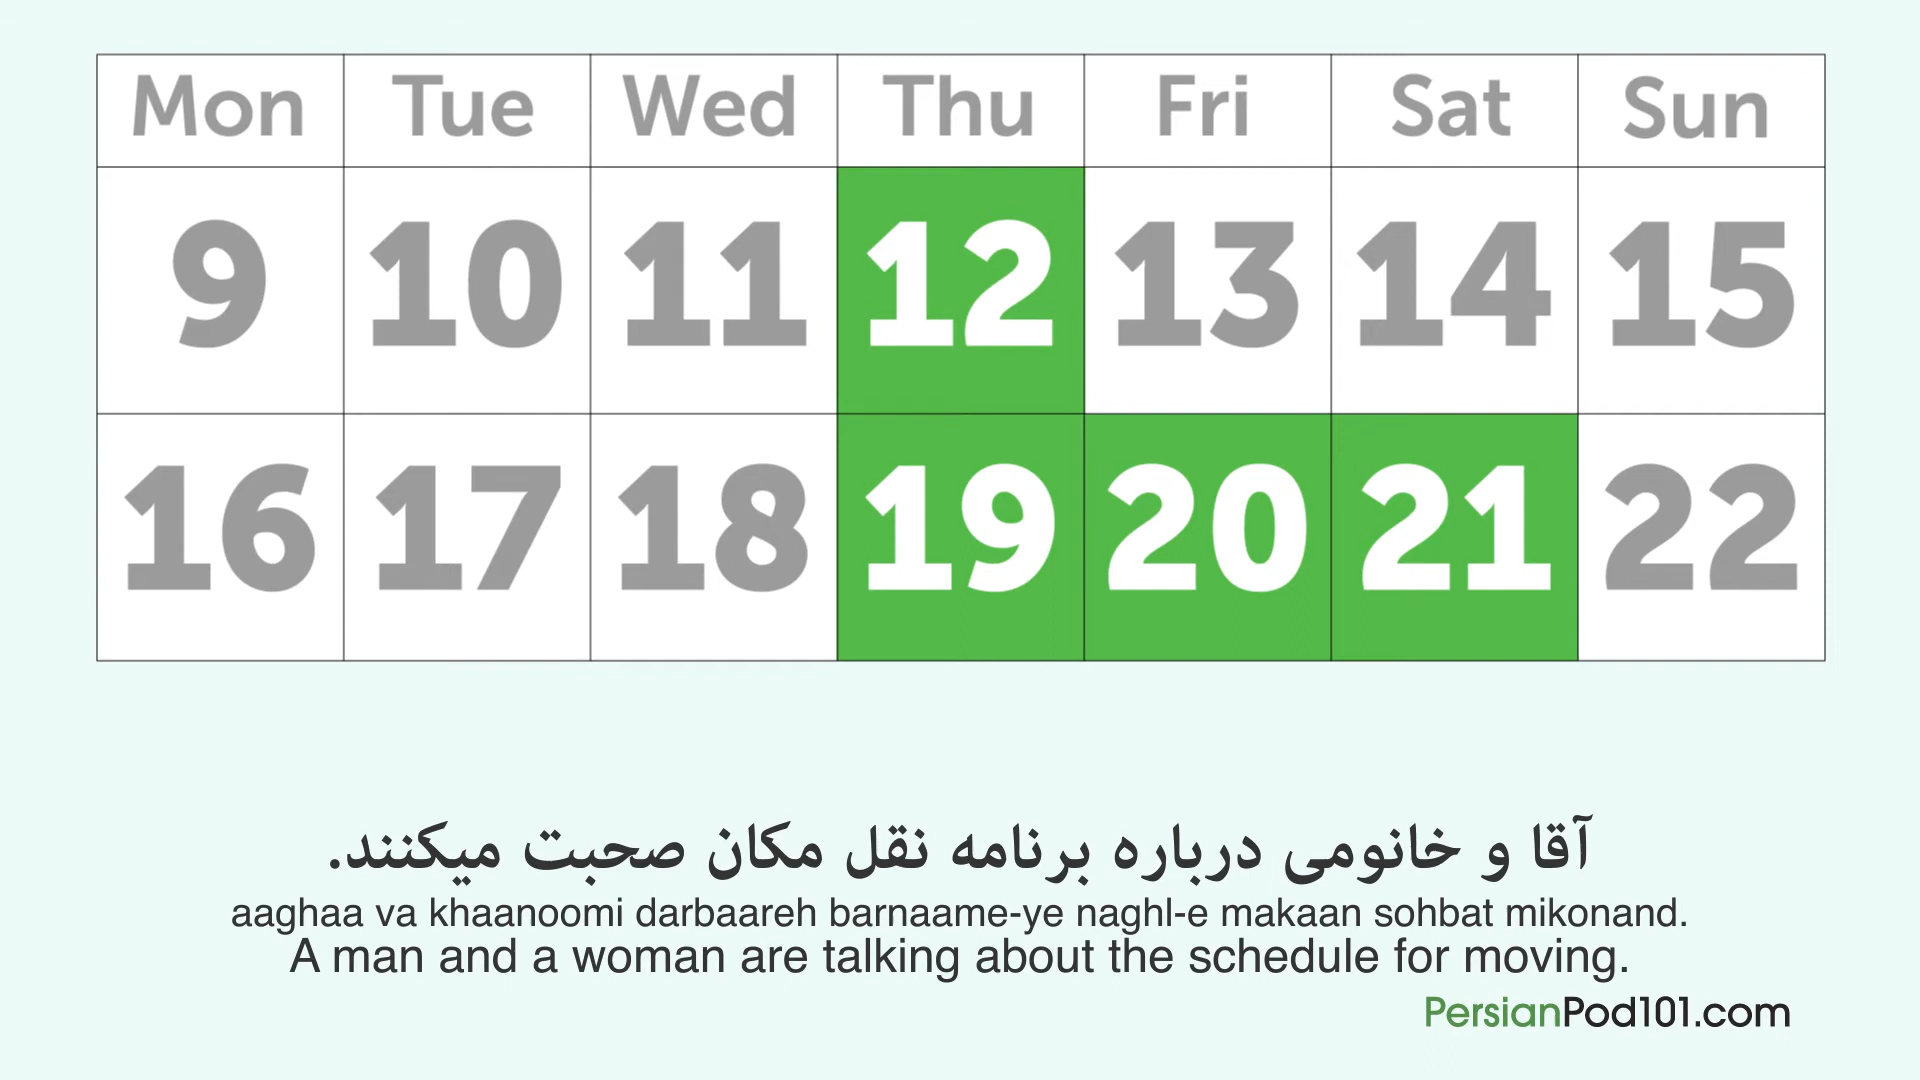 Mon Tue Wed Thu Fri Sat Sun
9 10 11 12 13 14 15
16 17 18 19 20 21 22
آقا و خانومی درباره برنامه نقل مکان صحبت میکنند.
aaghaa va khaanoomi darbaareh barnaame-ye naghl-e makaan sohbat mikonand.
A man and a woman are talking about the schedule for moving.
PersianPod101.com